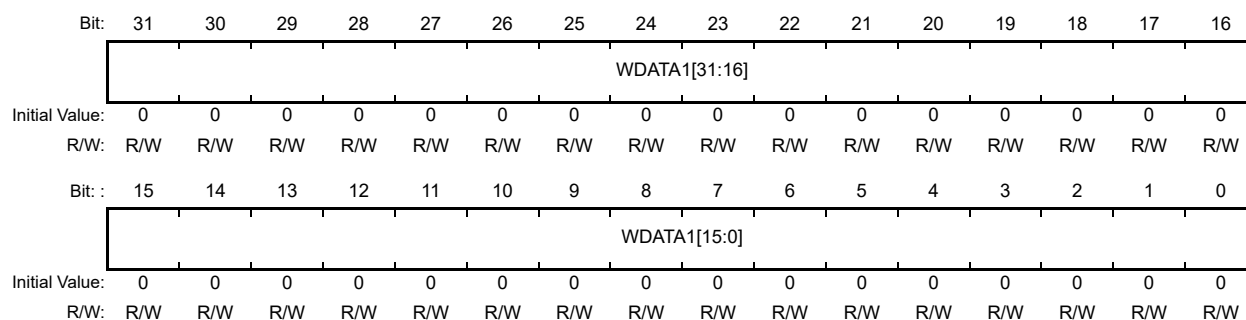 Bit: 31 30 29 28 27 26 25 24 23 22 21 20 19 18 17 16
WDATA1[31:16]
Initial Value: 0 0 0 0 0 0 0 0 0 0 0 0 0 0 0 0
R/W: R/W R/W R/W R/W R/W R/W R/W R/W R/W R/W R/W R/W R/W R/W R/W R/W
Bit: : 15 14 13 12 11 10 9 8 7 6 5 4 3 2 1 0
WDATA1[15:0]
Initial Value: 0 0 0 0 0 0 0 0 0 0 0 0 0 0 0 0
R/W: R/W R/W R/W R/W R/W R/W R/W R/W R/W R/W R/W R/W R/W R/W R/W R/W